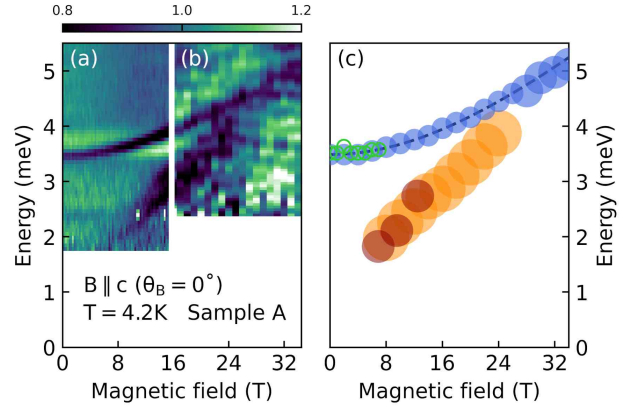 0.8 1.0 1.2
(a) (b) (c)
5 5
4 4
3 3
2 2
1 1
0 0
Energy (meV) Energy (meV)
B ∥ c (θ_B = 0°)
T = 4.2K Sample A
0 8 16 24 32 0 8 16 24 32
Magnetic field (T) Magnetic field (T)